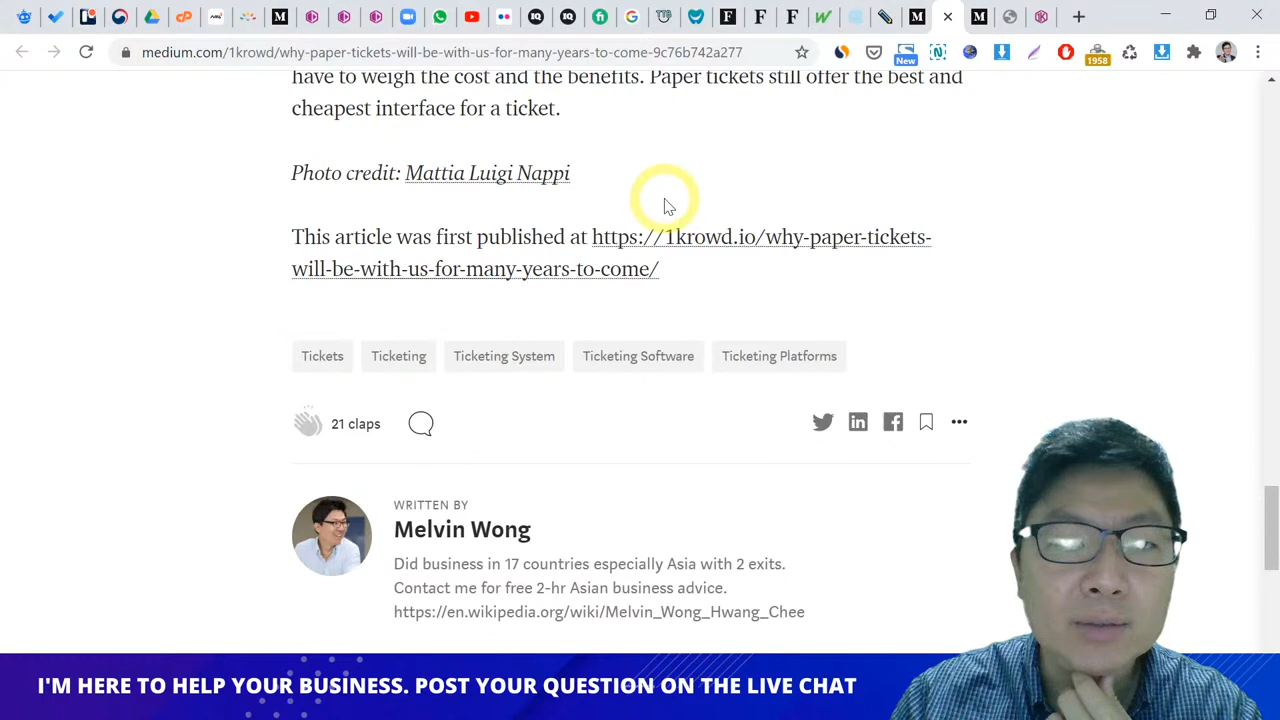 medium.com/1krowd/why-paper-tickets-will-be-with-us-for-many-years-to-come-9c76b742a277
New
1958
have to weigh the cost and the benefits. Paper tickets still offer the best and
cheapest interface for a ticket.
Photo credit: Mattia Luigi Nappi
This article was first published at https://1krowd.io/why-paper-tickets-
will-be-with-us-for-many-years-to-come/
Tickets Ticketing Ticketing System Ticketing Software Ticketing Platforms
21 claps
WRITTEN BY
Melvin Wong
Did business in 17 countries especially Asia with 2 exits.
Contact me for free 2-hr Asian business advice.
https://en.wikipedia.org/wiki/Melvin_Wong_Hwang_Chee
I'M HERE TO HELP YOUR BUSINESS. POST YOUR QUESTION ON THE LIVE CHAT